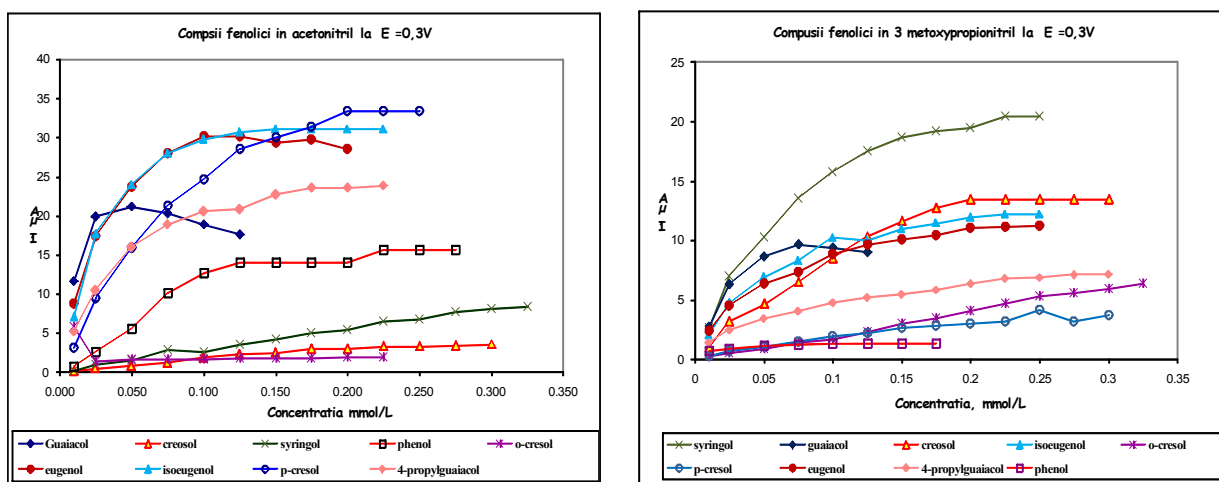 Compsii fenolici in acetonitril la E =0,3V
40
35
30
25
20
15
10
5
0
I µA
0.000 0.050 0.100 0.150 0.200 0.250 0.300 0.350
Concentratia mmol/L
Guaiacol creosol syringol phenol o-cresol
eugenol isoeugenol p-cresol 4-propylguaiacol
Compusii fenolici in 3 metoxypropionitril la E =0,3V
25
20
15
10
5
0
I µA
0 0.05 0.1 0.15 0.2 0.25 0.3 0.35
Concentratia, mmol/L
syringol guaiacol creosol isoeugenol o-cresol
p-cresol eugenol 4-propylguaiacol phenol